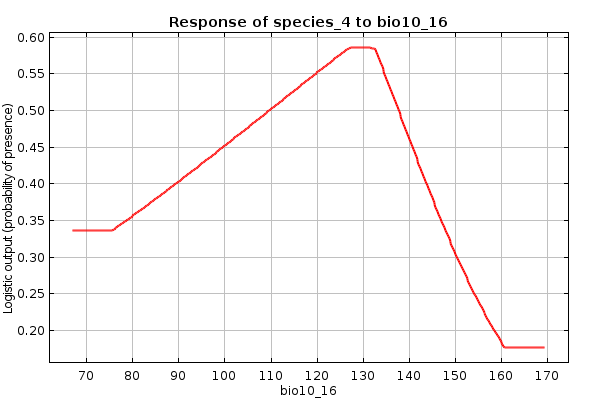 Response of species_4 to bio10_16
Logistic output (probability of presence)
0.60
0.55
0.50
0.45
0.40
0.35
0.30
0.25
0.20
70 80 90 100 110 120 130 140 150 160 170
bio10_16